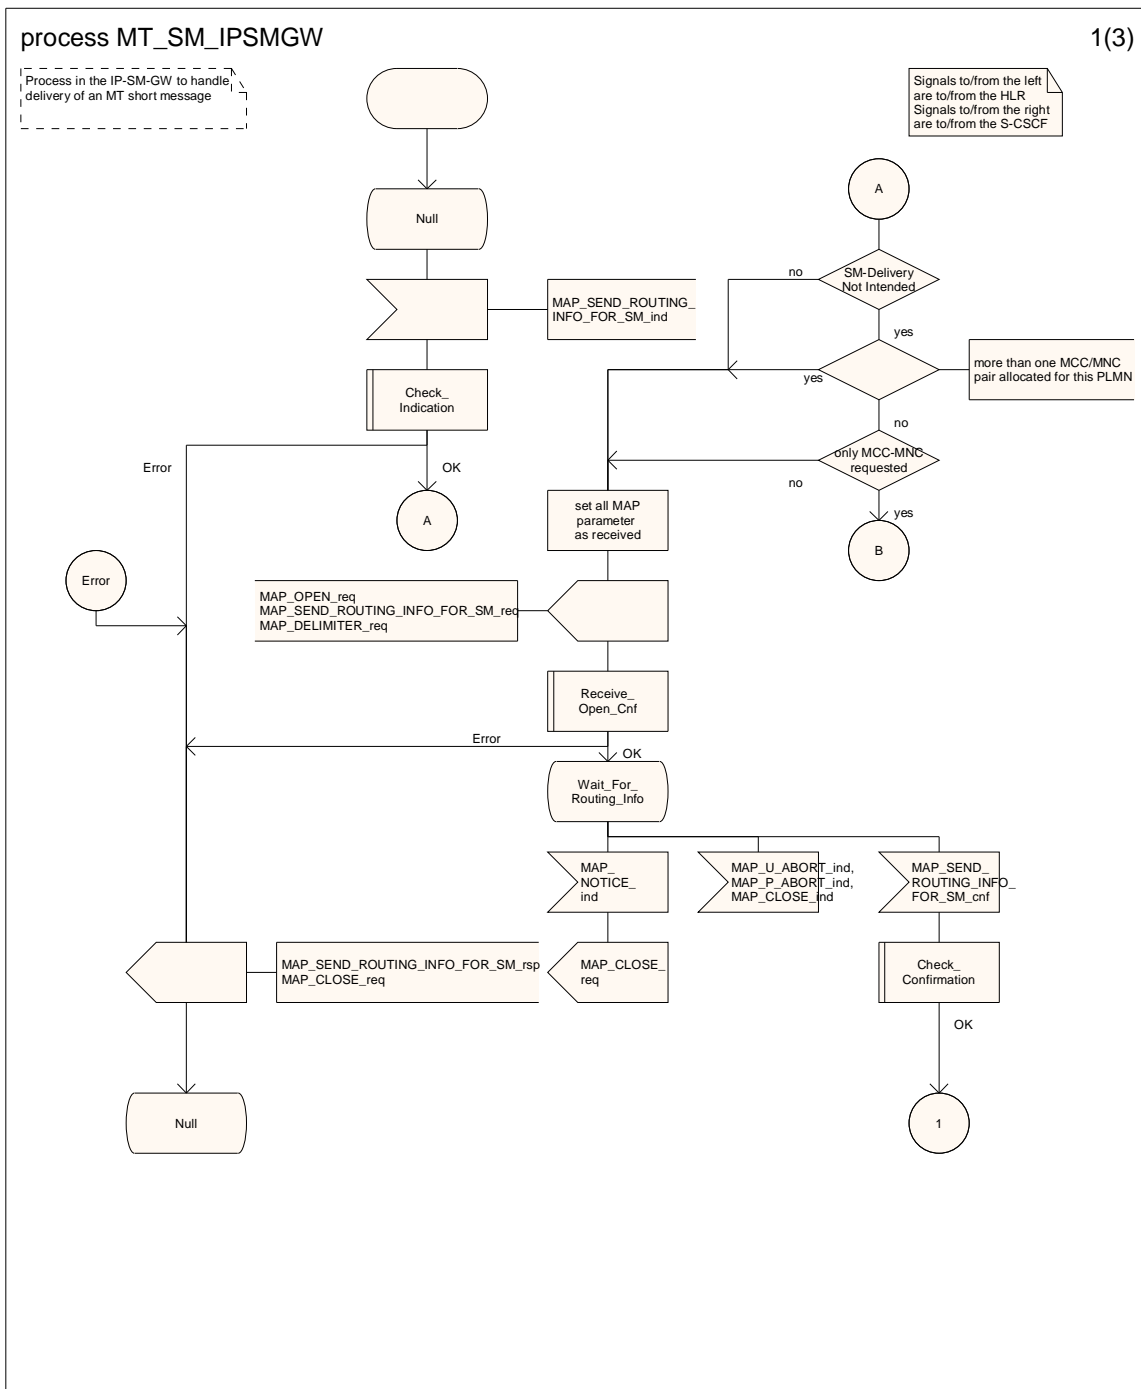 process MT_SM_IPSMGW
1(3)
Process in the IP-SM-GW to handle
delivery of an MT short message
Signals to/from the left
are to/from the HLR
Signals to/from the right
are to/from the S-CSCF
A
Null
SM-Delivery
Not Intended
no
yes
MAP_SEND_ROUTING_
INFO_FOR_SM_ind
more than one MCC/MNC
pair allocated for this PLMN
yes
no
Check_
Indication
Error
OK
only MCC-MNC
requested
no
yes
A
set all MAP
parameter
as received
B
Error
MAP_OPEN_req
MAP_SEND_ROUTING_INFO_FOR_SM_req
MAP_DELIMITER_req
Receive_
Open_Cnf
Error
OK
Wait_For_
Routing_Info
MAP_
NOTICE_
ind
MAP_U_ABORT_ind,
MAP_P_ABORT_ind,
MAP_CLOSE_ind
MAP_SEND_
ROUTING_INFO_
FOR_SM_cnf
MAP_SEND_ROUTING_INFO_FOR_SM_rsp
MAP_CLOSE_req
MAP_CLOSE_
req
Check_
Confirmation
OK
Null
1